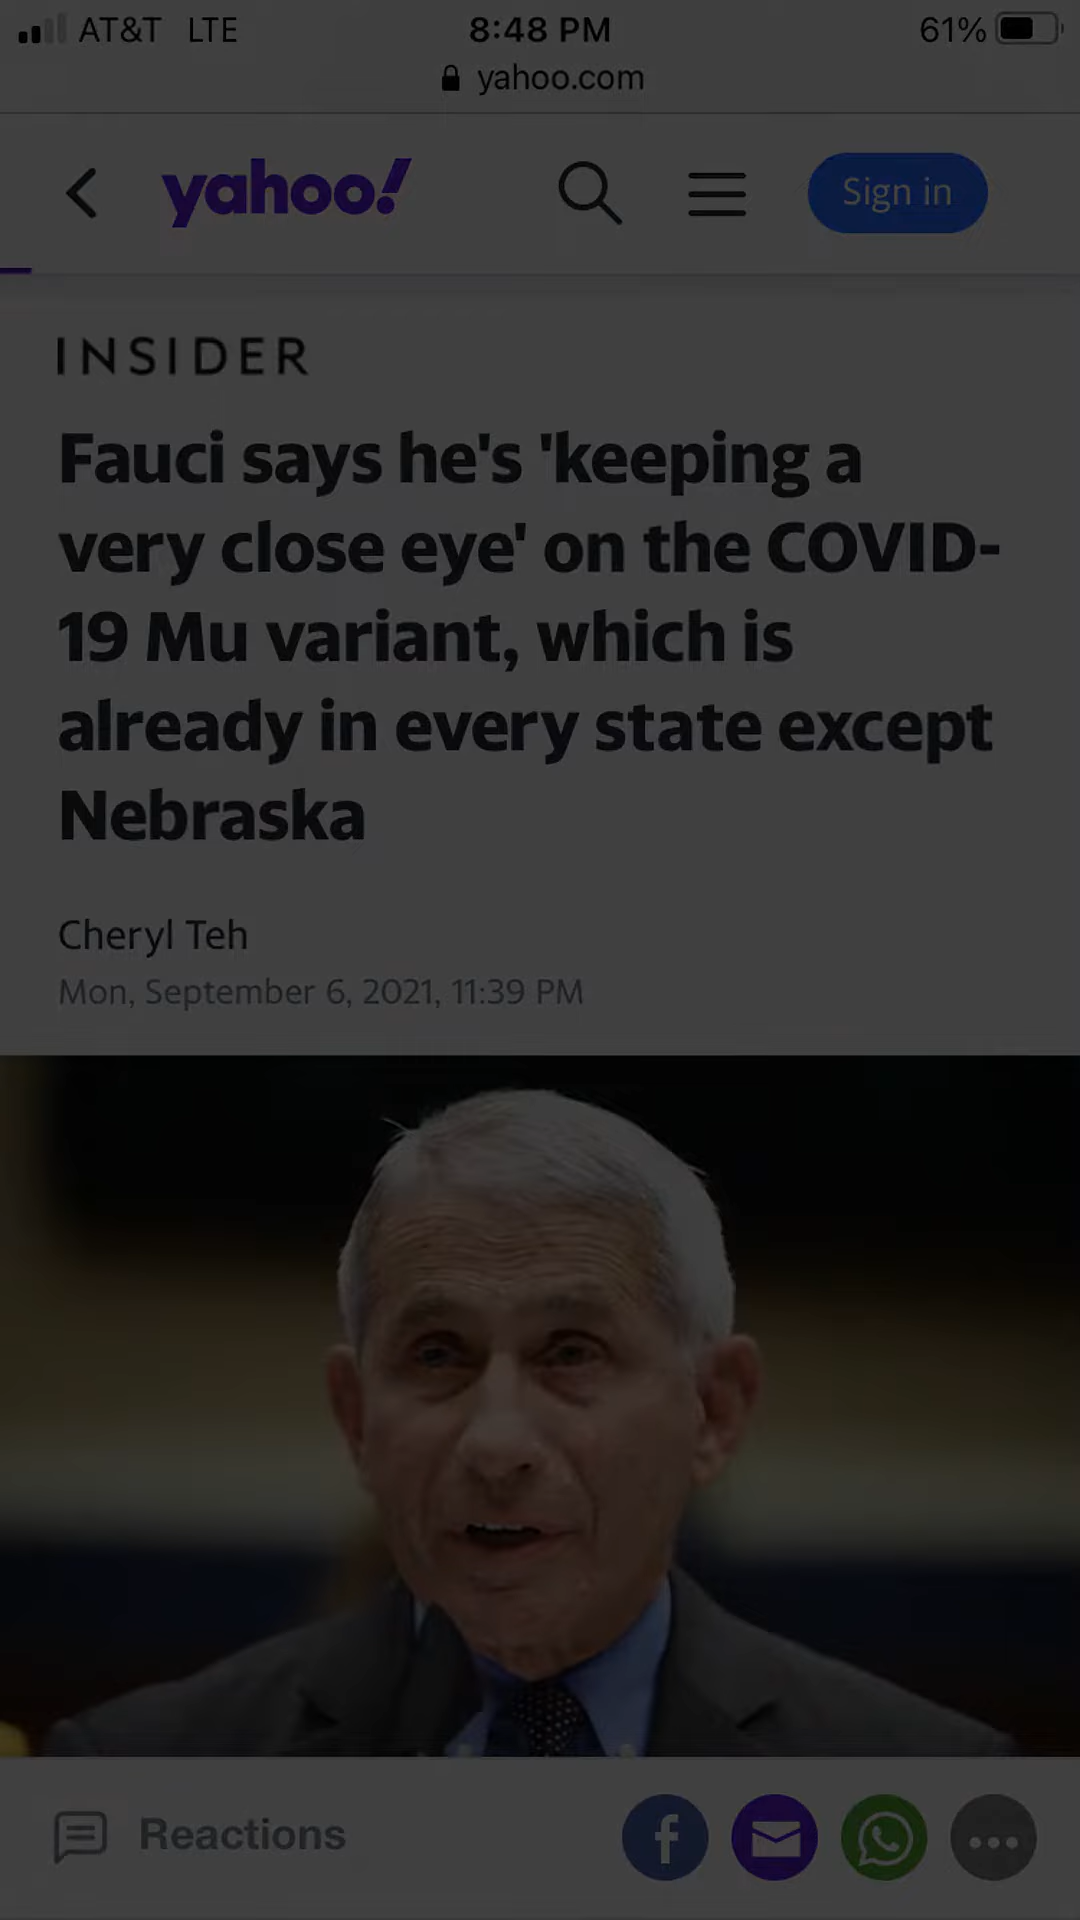 AT&T LTE 8:48 PM 61%
yahoo.com
yahoo! Sign in
INSIDER
Fauci says he's 'keeping a
very close eye' on the COVID-
19 Mu variant, which is
already in every state except
Nebraska
Cheryl Teh
Mon, September 6, 2021, 11:39 PM
Reactions